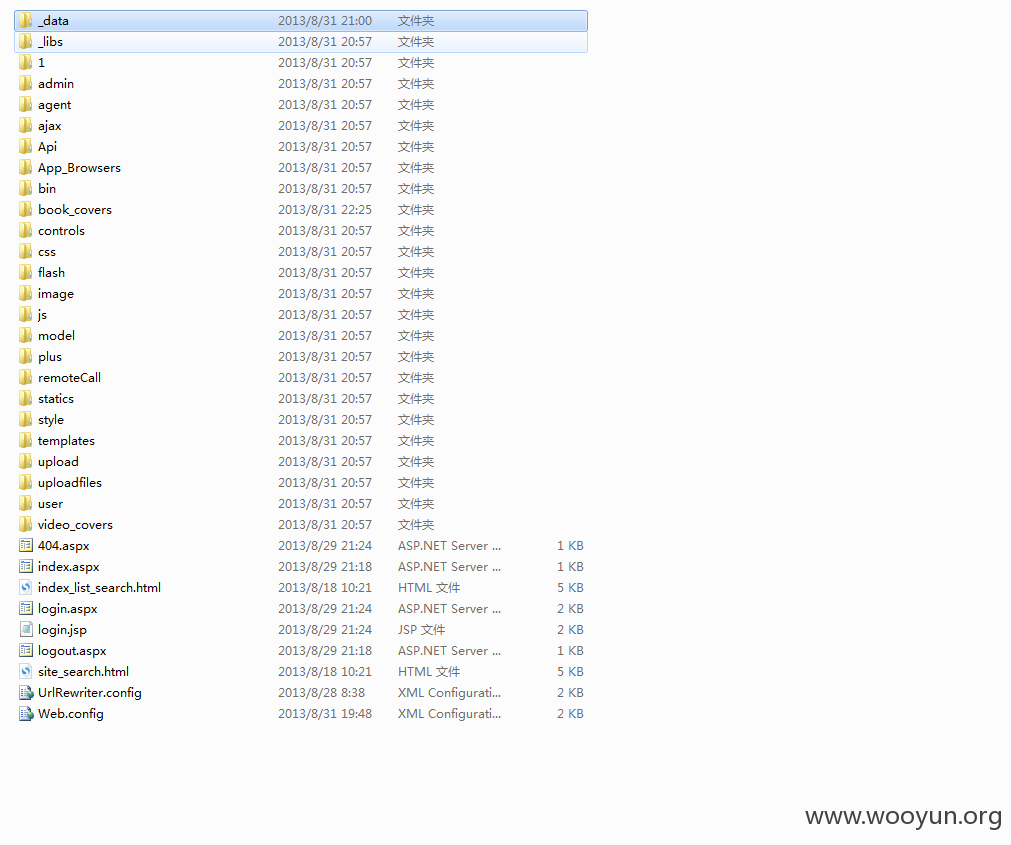 _data 2013/8/31 21:00 文件夹
_libs 2013/8/31 20:57 文件夹
1 2013/8/31 20:57 文件夹
admin 2013/8/31 20:57 文件夹
agent 2013/8/31 20:57 文件夹
ajax 2013/8/31 20:57 文件夹
Api 2013/8/31 20:57 文件夹
App_Browsers 2013/8/31 20:57 文件夹
bin 2013/8/31 20:57 文件夹
book_covers 2013/8/31 22:25 文件夹
controls 2013/8/31 20:57 文件夹
css 2013/8/31 20:57 文件夹
flash 2013/8/31 20:57 文件夹
image 2013/8/31 20:57 文件夹
js 2013/8/31 20:57 文件夹
model 2013/8/31 20:57 文件夹
plus 2013/8/31 20:57 文件夹
remoteCall 2013/8/31 20:57 文件夹
statics 2013/8/31 20:57 文件夹
style 2013/8/31 20:57 文件夹
templates 2013/8/31 20:57 文件夹
upload 2013/8/31 20:57 文件夹
uploadfiles 2013/8/31 20:57 文件夹
user 2013/8/31 20:57 文件夹
video_covers 2013/8/31 20:57 文件夹
404.aspx 2013/8/29 21:24 ASP.NET Server ... 1 KB
index.aspx 2013/8/29 21:18 ASP.NET Server ... 1 KB
index_list_search.html 2013/8/18 10:21 HTML 文件 5 KB
login.aspx 2013/8/29 21:24 ASP.NET Server ... 2 KB
login.jsp 2013/8/29 21:24 JSP 文件 2 KB
logout.aspx 2013/8/29 21:18 ASP.NET Server ... 1 KB
site_search.html 2013/8/18 10:21 HTML 文件 5 KB
UrlRewriter.config 2013/8/28 8:38 XML Configurati... 2 KB
Web.config 2013/8/31 19:48 XML Configurati... 2 KB
www.wooyun.org